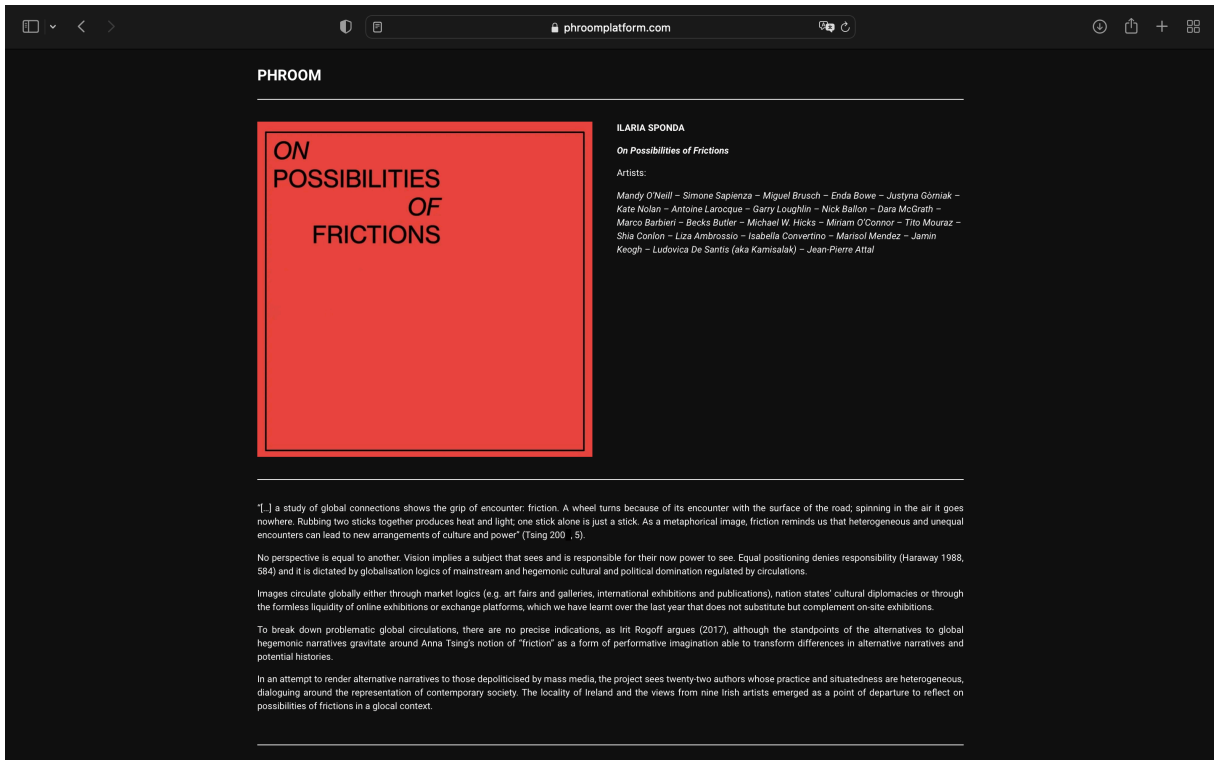 phroomplatform.com
PHROOM
ON
POSSIBILITIES
OF
FRICTIONS
ILARIA SPONDA
On Possibilities of Frictions
Artists:
Mandy O'Neill – Simone Sapienza – Miguel Brusch – Enda Bowe – Justyna Gòrniak –
Kate Nolan – Antoine Larocque – Garry Loughlin – Nick Ballon – Dara McGrath –
Marco Barbieri – Becks Butler – Michael W. Hicks – Miriam O'Connor – Tito Mouraz –
Shia Conlon – Liza Ambrossio – Isabella Convertino – Marisol Mendez – Jamin
Keogh – Ludovica De Santis (aka Kamisalak) – Jean-Pierre Attal
"[…] a study of global connections shows the grip of encounter: friction. A wheel turns because of its encounter with the surface of the road; spinning in the air it goes
nowhere. Rubbing two sticks together produces heat and light; one stick alone is just a stick. As a metaphorical image, friction reminds us that heterogeneous and unequal
encounters can lead to new arrangements of culture and power" (Tsing 200 , 5).
No perspective is equal to another. Vision implies a subject that sees and is responsible for their now power to see. Equal positioning denies responsibility (Haraway 1988,
584) and it is dictated by globalisation logics of mainstream and hegemonic cultural and political domination regulated by circulations.
Images circulate globally either through market logics (e.g. art fairs and galleries, international exhibitions and publications), nation states' cultural diplomacies or through
the formless liquidity of online exhibitions or exchange platforms, which we have learnt over the last year that does not substitute but complement on-site exhibitions.
To break down problematic global circulations, there are no precise indications, as Irit Rogoff argues (2017), although the standpoints of the alternatives to global
hegemonic narratives gravitate around Anna Tsing's notion of "friction" as a form of performative imagination able to transform differences in alternative narratives and
potential histories.
In an attempt to render alternative narratives to those depoliticised by mass media, the project sees twenty-two authors whose practice and situatedness are heterogeneous,
dialoguing around the representation of contemporary society. The locality of Ireland and the views from nine Irish artists emerged as a point of departure to reflect on
possibilities of frictions in a glocal context.